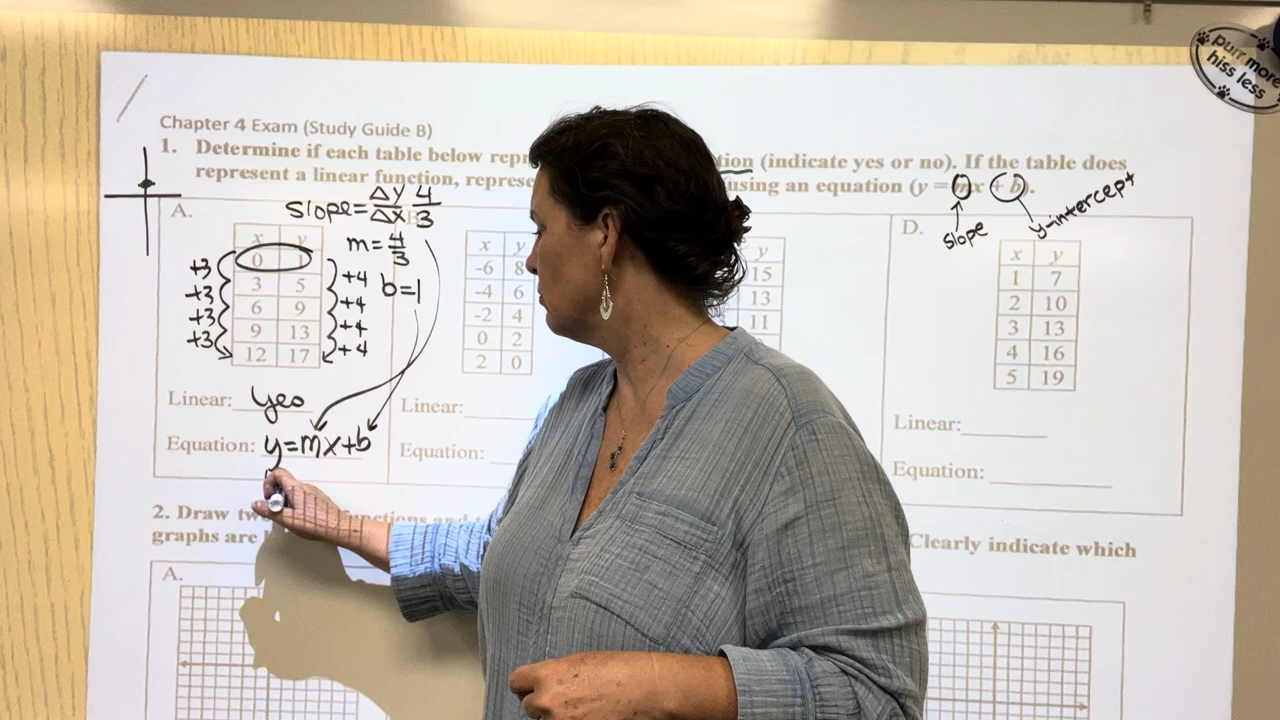 purr more
hiss less
Chapter 4 Exam (Study Guide B)
1. Determine if each table below repr tion (indicate yes or no). If the table does
represent a linear function, represe using an equation (y = mx + b).
slope
y-intercept
A.
slope = Δy/Δx 4/3
m = 4/3
b=1
x y
0 1
3 5
6 9
9 13
12 17
+3
+3
+3
+3
+4
+4
+4
+4
Linear: yes
Equation: y=mx+b
B
x y
-6 8
-4 6
-2 4
0 2
2 0
Linear:
Equation:
y
15
13
11
D.
x y
1 7
2 10
3 13
4 16
5 19
Linear:
Equation:
2. Draw tw functions and
graphs are Clearly indicate which
A.